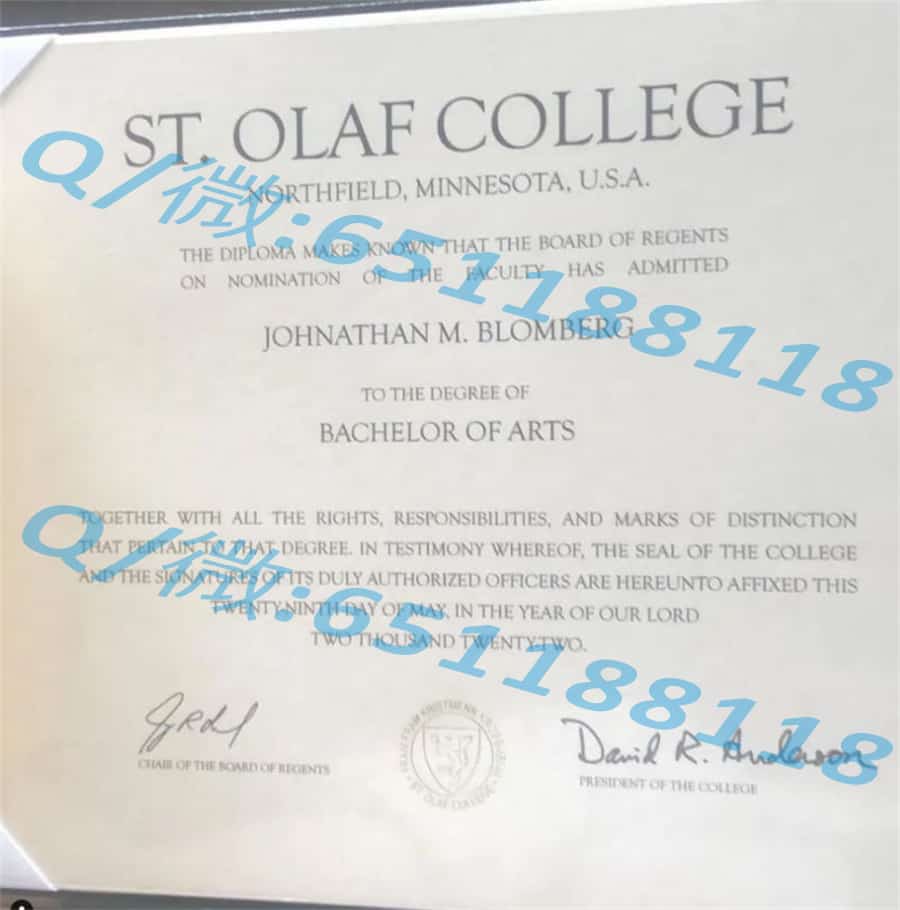 ST. OLAF COLLEGE
NORTHFIELD, MINNESOTA, U.S.A.
THE DIPLOMA MAKES KNOWN THAT THE BOARD OF REGENTS
ON NOMINATION OF THE FACULTY HAS ADMITTED
JOHNATHAN M. BLOMBERG
TO THE DEGREE OF
BACHELOR OF ARTS
TOGETHER WITH ALL THE RIGHTS, RESPONSIBILITIES, AND MARKS OF DISTINCTION
THAT PERTAIN TO THAT DEGREE. IN TESTIMONY WHEREOF, THE SEAL OF THE COLLEGE
AND THE SIGNATURES OF ITS DULY AUTHORIZED OFFICERS ARE HEREUNTO AFFIXED THIS
TWENTY-NINTH DAY OF MAY, IN THE YEAR OF OUR LORD
TWO THOUSAND TWENTY-TWO.
CHAIR OF THE BOARD OF REGENTS
ST. OLAF COLLEGE
David R. Anderson
PRESIDENT OF THE COLLEGE
Q/微:651188118
Q/微:651188118